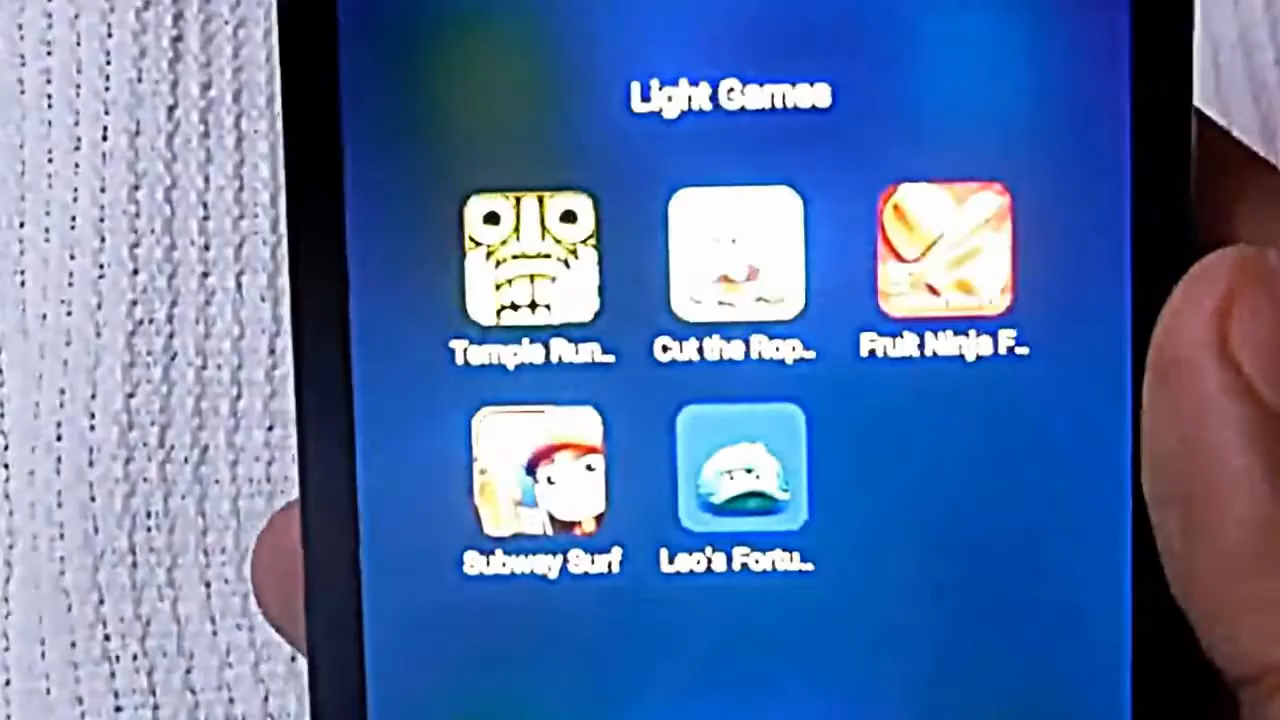 Light Games
Temple Run..
Cut the Rop..
Fruit Ninja F..
Subway Surf
Leo's Fortu..